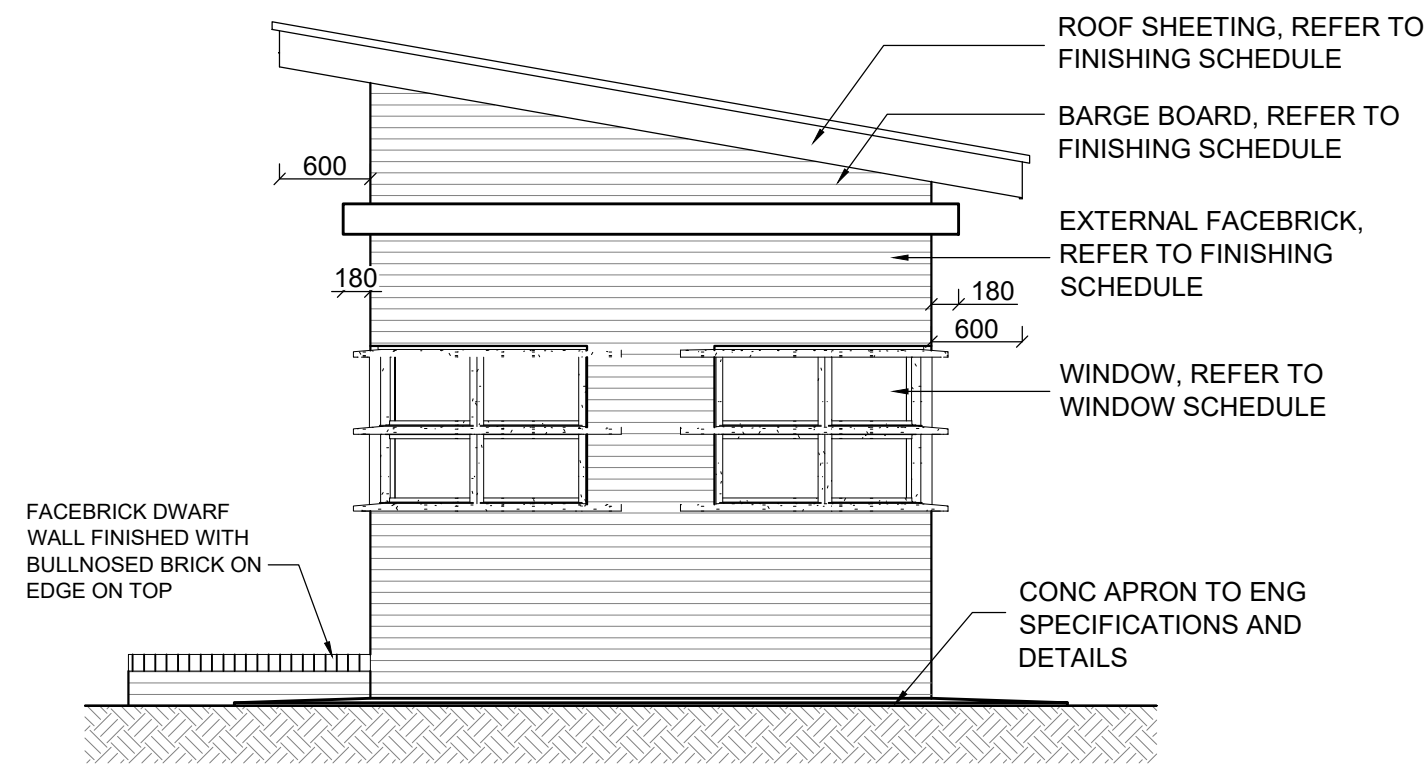 ROOF SHEETING, REFER TO
FINISHING SCHEDULE
BARGE BOARD, REFER TO
FINISHING SCHEDULE
600
EXTERNAL FACEBRICK,
REFER TO FINISHING
SCHEDULE
180
180
600
WINDOW, REFER TO
WINDOW SCHEDULE
FACEBRICK DWARF
WALL FINISHED WITH
BULLNOSED BRICK ON
EDGE ON TOP
CONC APRON TO ENG
SPECIFICATIONS AND
DETAILS